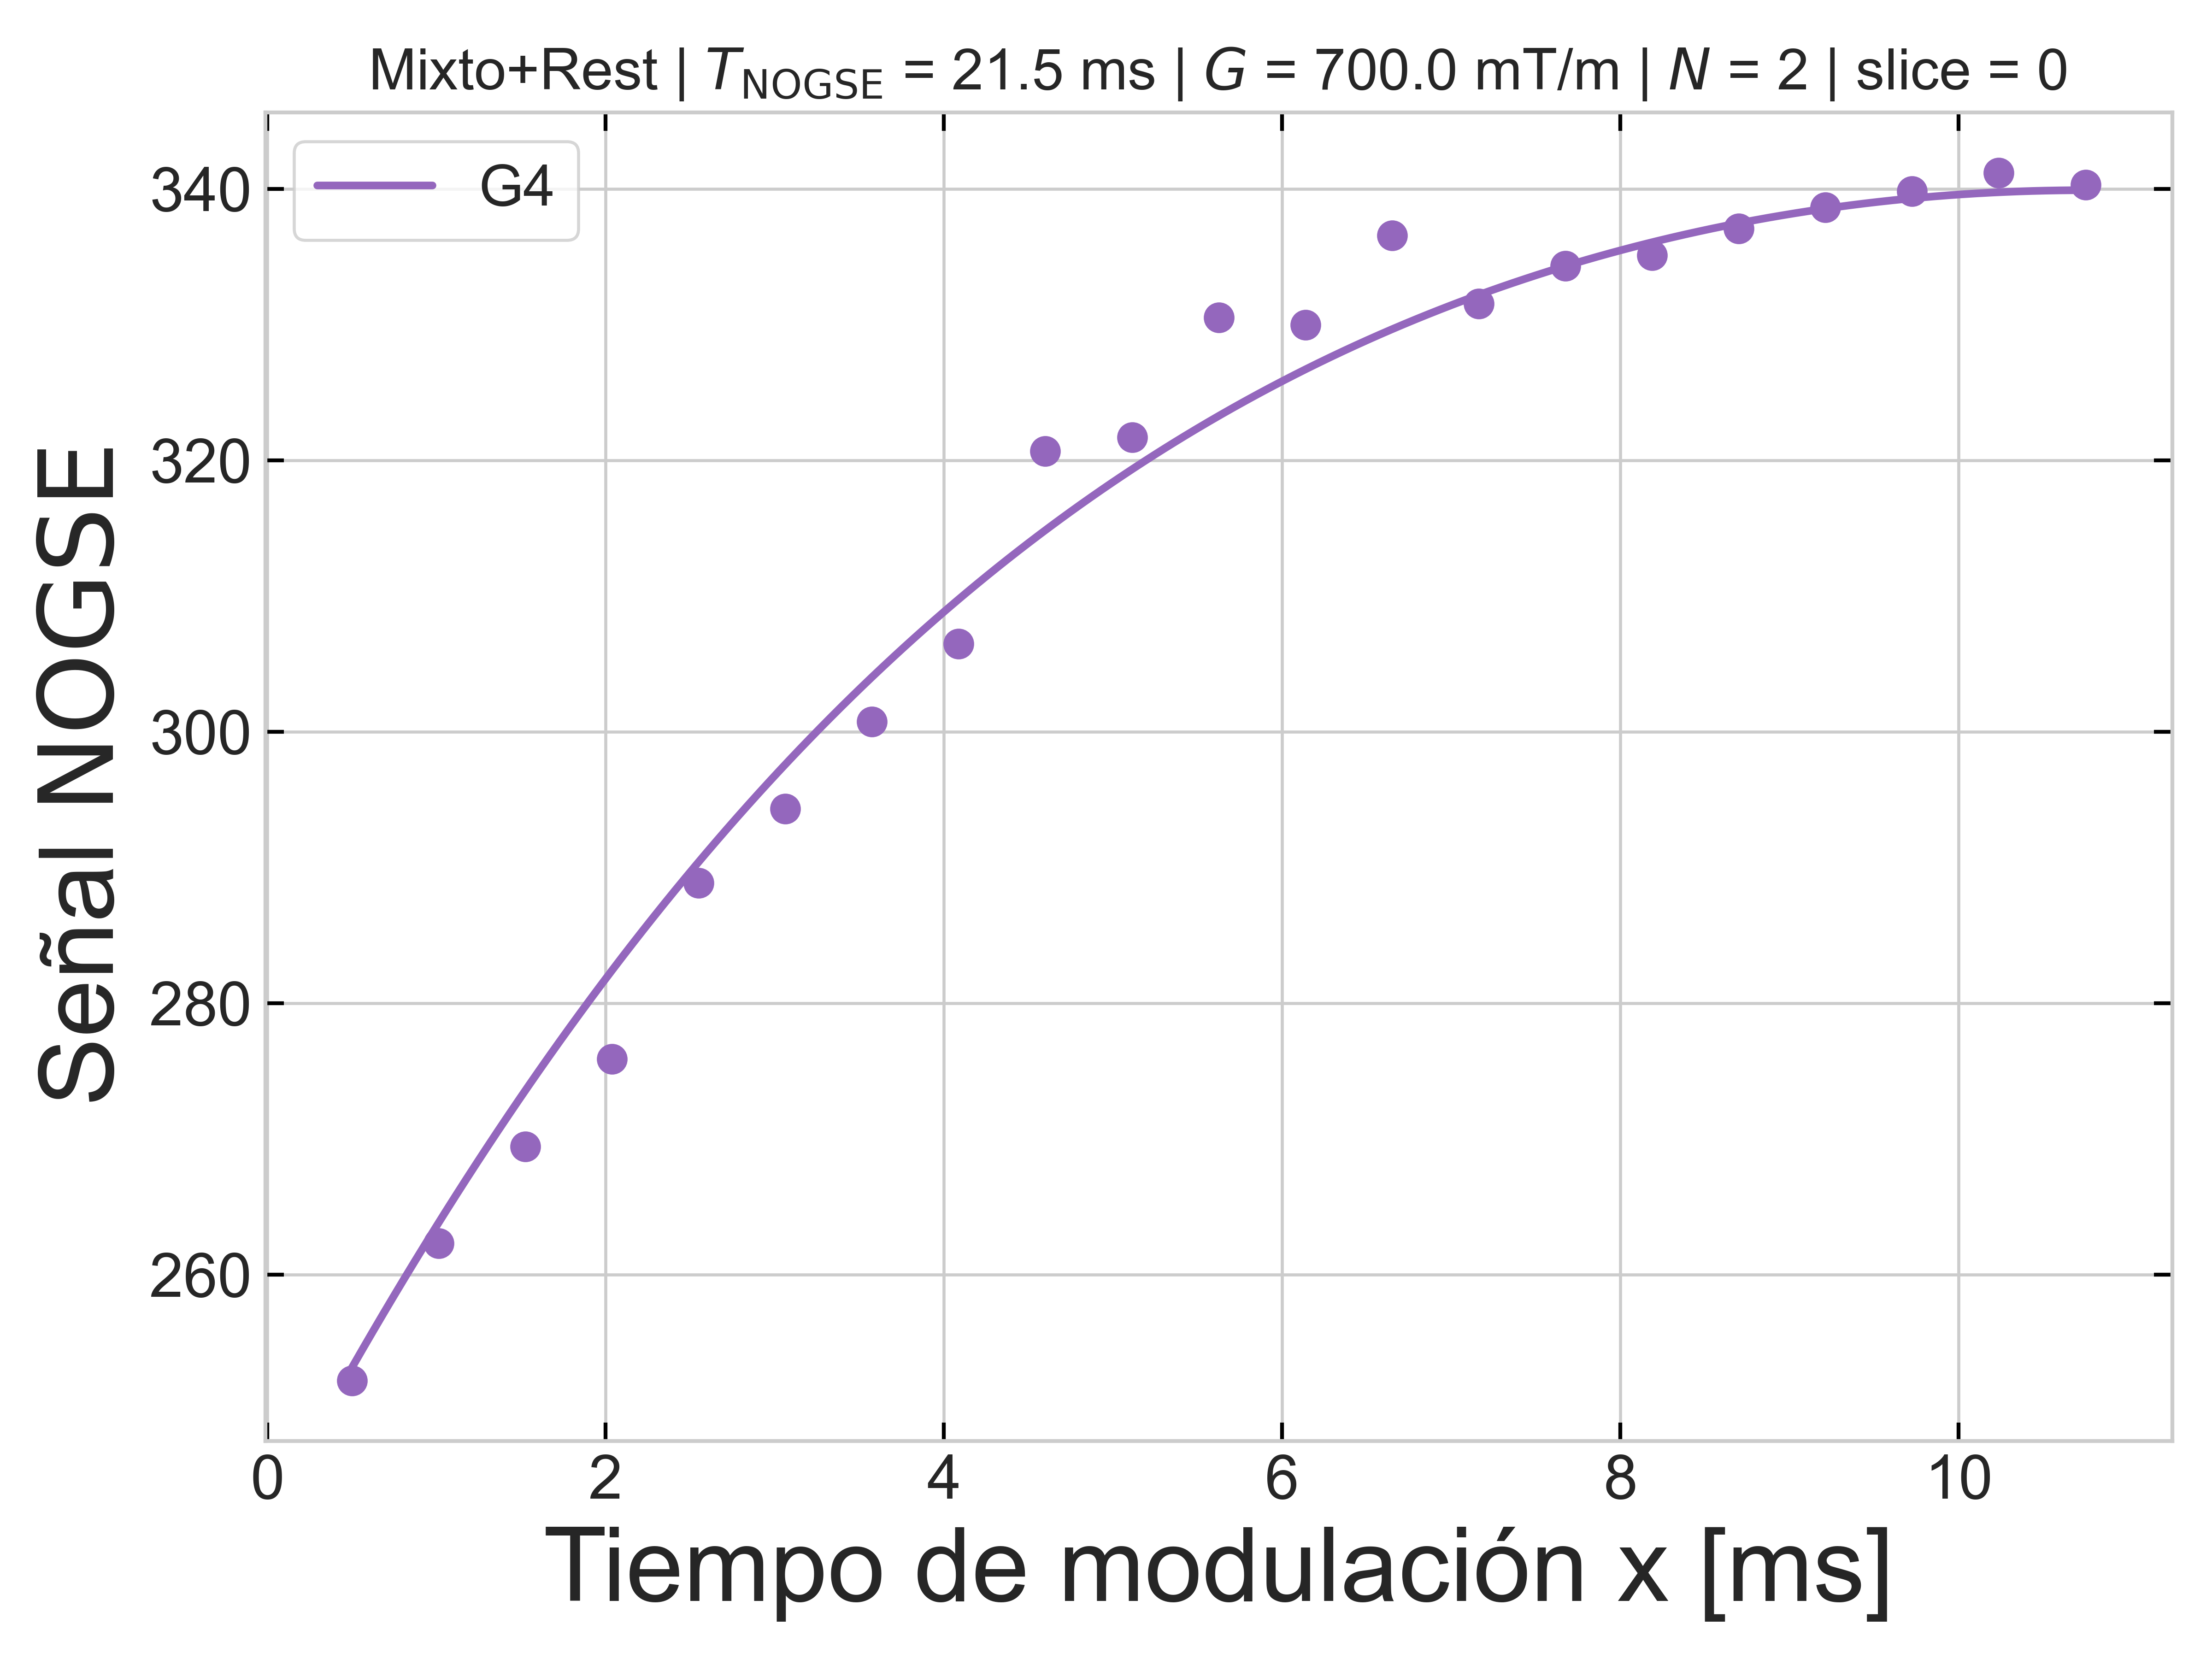 Mixto+Rest | T_NOGSE = 21.5 ms | G = 700.0 mT/m | N = 2 | slice = 0
G4
340
320
300
280
260
Señal NOGSE
0 2 4 6 8 10
Tiempo de modulación x [ms]